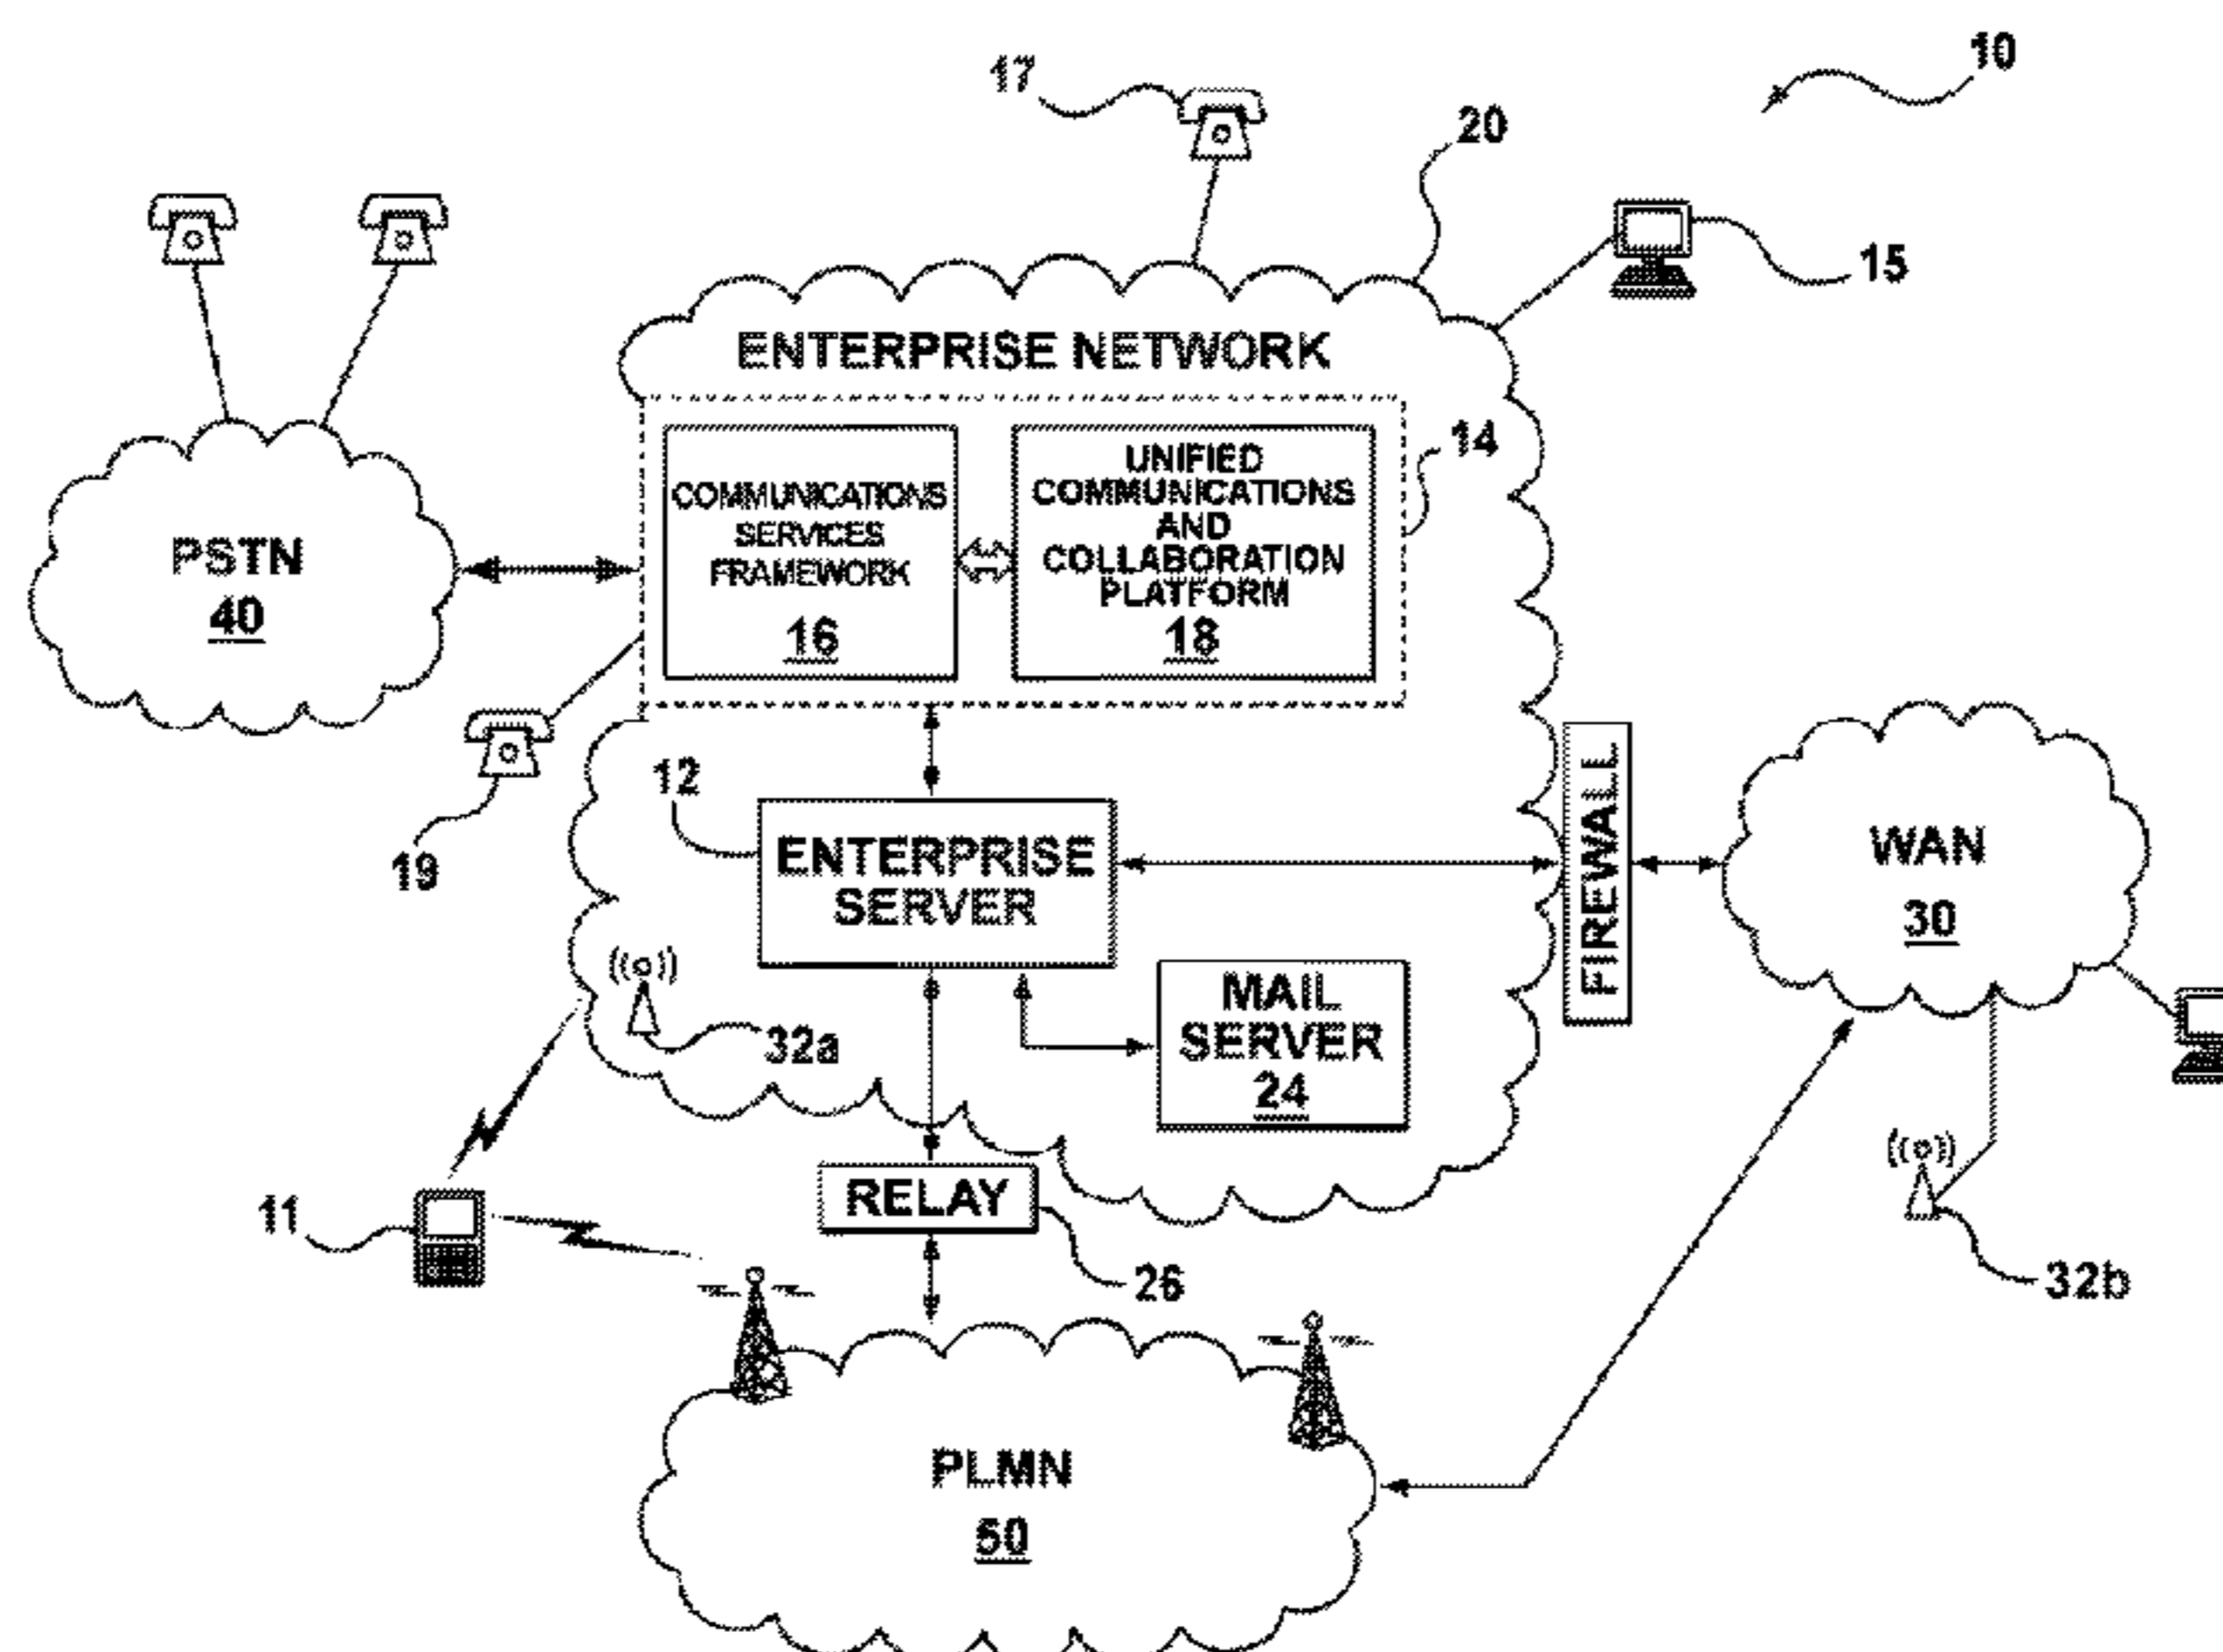 10
17
20
15
ENTERPRISE NETWORK
14
COMMUNICATIONS
SERVICES
FRAMEWORK
16
UNIFIED
COMMUNICATIONS
AND
COLLABORATION
PLATFORM
18
PSTN
40
19
12
ENTERPRISE
SERVER
FIREWALL
WAN
30
32a
MAIL
SERVER
24
11
RELAY
26
32b
PLMN
50